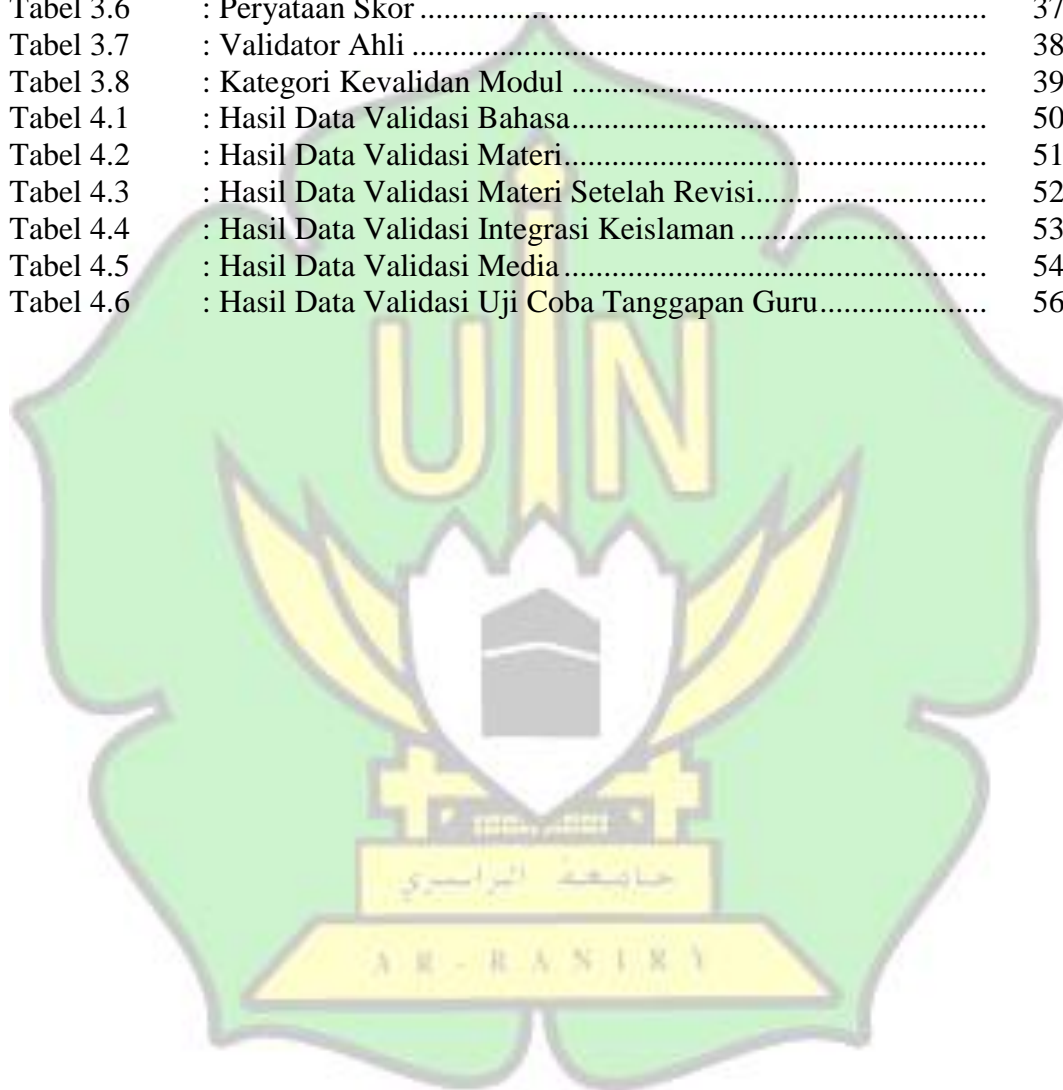 Tabel 3.6 : Peryataan Skor ........................................................................ 37
Tabel 3.7 : Validator Ahli ......................................................................... 38
Tabel 3.8 : Kategori Kevalidan Modul ..................................................... 39
Tabel 4.1 : Hasil Data Validasi Bahasa..................................................... 50
Tabel 4.2 : Hasil Data Validasi Materi...................................................... 51
Tabel 4.3 : Hasil Data Validasi Materi Setelah Revisi.............................. 52
Tabel 4.4 : Hasil Data Validasi Integrasi Keislaman ................................ 53
Tabel 4.5 : Hasil Data Validasi Media ...................................................... 54
Tabel 4.6 : Hasil Data Validasi Uji Coba Tanggapan Guru..................... 56
UIN
جامعة الرانيري
AR-RANIRY